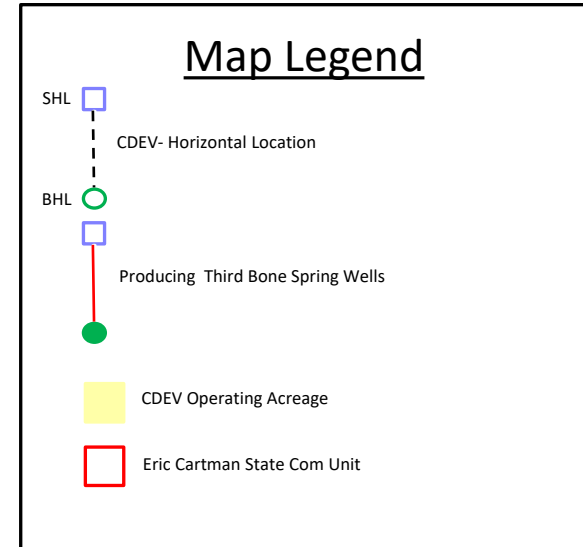 Map Legend
SHL
CDEV- Horizontal Location
BHL
Producing Third Bone Spring Wells
CDEV Operating Acreage
Eric Cartman State Com Unit